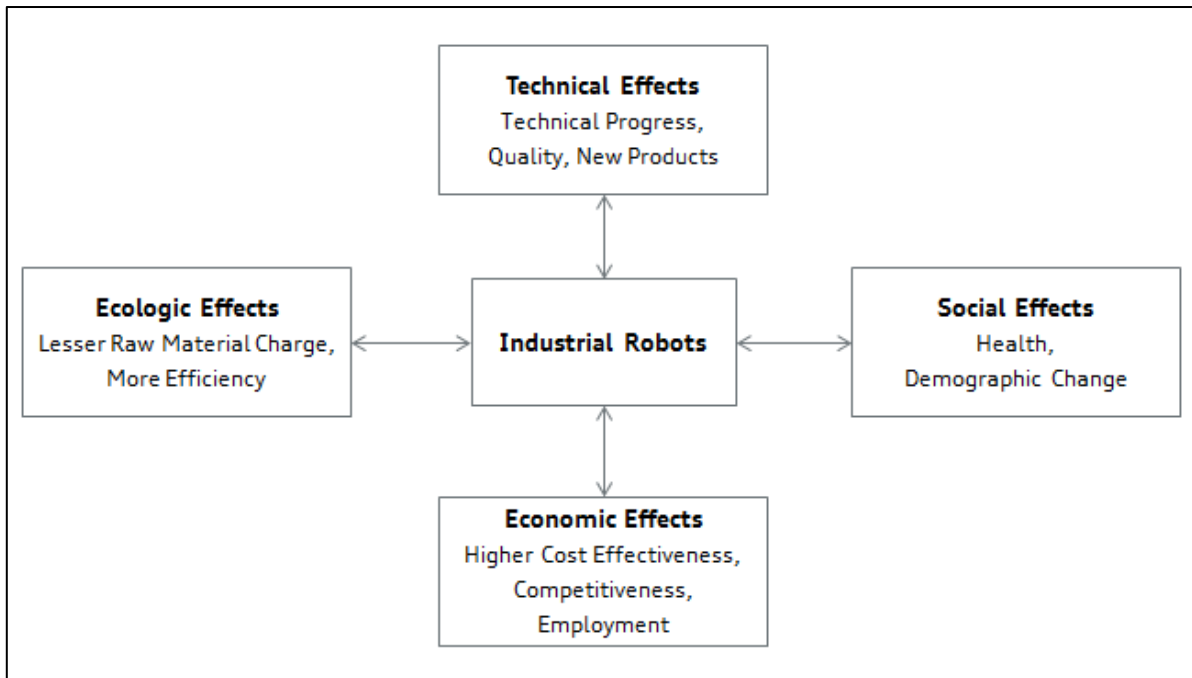 Technical Effects
Technical Progress,
Quality, New Products
Ecologic Effects
Lesser Raw Material Charge,
More Efficiency
Industrial Robots
Social Effects
Health,
Demographic Change
Economic Effects
Higher Cost Effectiveness,
Competitiveness,
Employment